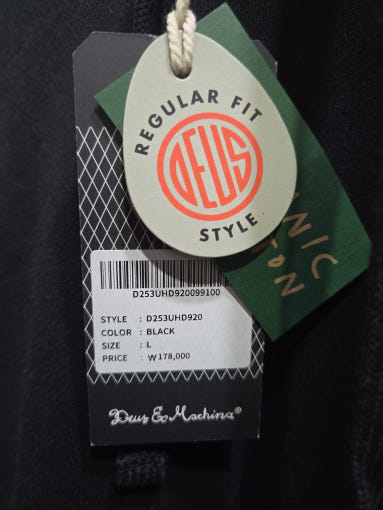 REGULAR FIT
DEUS
STYLE
D253UHD920099100
STYLE : D253UHD920
COLOR : BLACK
SIZE : L
PRICE : ₩178,000
Deus Ex Machina®